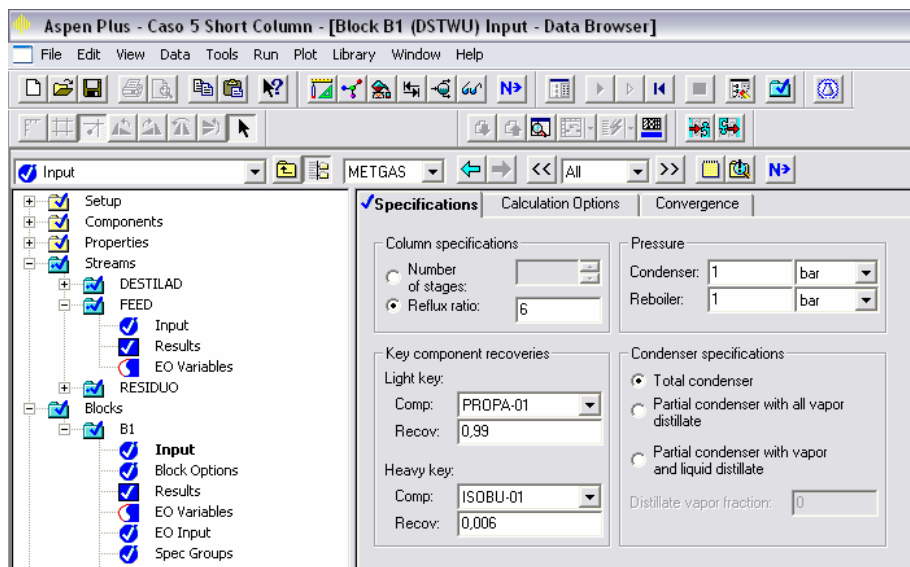 Aspen Plus - Caso 5 Short Column - [Block B1 (DSTWU) Input - Data Browser]
File Edit View Data Tools Run Plot Library Window Help
N
Input
METGAS
<<
All
>>
N
Setup
Components
Properties
Streams
DESTILAD
FEED
Input
Results
EO Variables
RESIDUO
Blocks
B1
Input
Block Options
Results
EO Variables
EO Input
Spec Groups
Specifications
Calculation Options
Convergence
Column specifications
Number
of stages:
Reflux ratio: 6
Pressure
Condenser: 1 bar
Reboiler: 1 bar
Key component recoveries
Light key:
Comp: PROPA-01
Recov: 0,99
Heavy key:
Comp: ISOBU-01
Recov: 0,006
Condenser specifications
Total condenser
Partial condenser with all vapor
distillate
Partial condenser with vapor
and liquid distillate
Distillate vapor fraction: 0